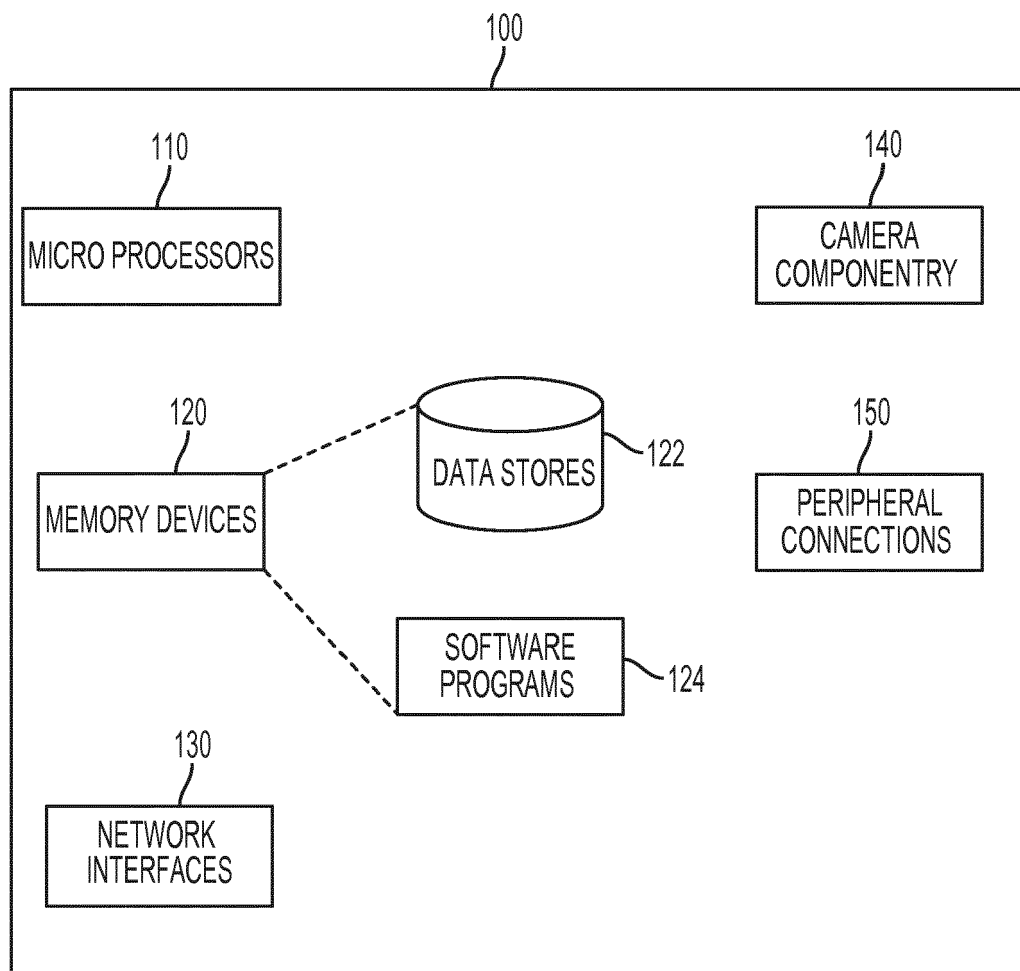 100
110
MICRO PROCESSORS
140
CAMERA
COMPONENTRY
120
MEMORY DEVICES
DATA STORES
122
150
PERIPHERAL
CONNECTIONS
SOFTWARE
PROGRAMS
124
130
NETWORK
INTERFACES